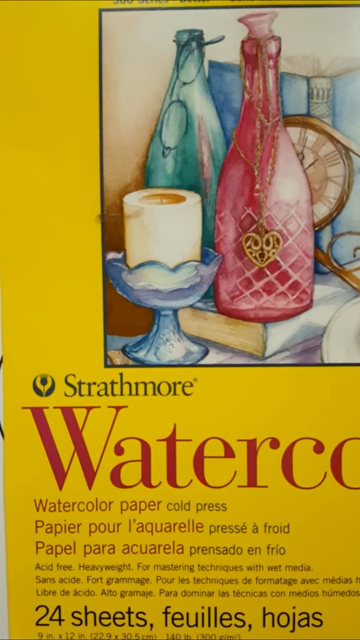 Strathmore®
Waterco
Watercolor paper cold press
Papier pour l'aquarelle pressé à froid
Papel para acuarela prensado en frío
Acid free. Heavyweight. For mastering techniques with wet media.
Sans acide. Fort grammage. Pour les techniques de formatage avec médias h
Libre de ácido. Alto gramaje. Para dominar las técnicas con medios húmedos
24 sheets, feuilles, hojas
9 in. x 12 in. (22.9 x 30.5 cm) 140 lb. (300 g/m²)